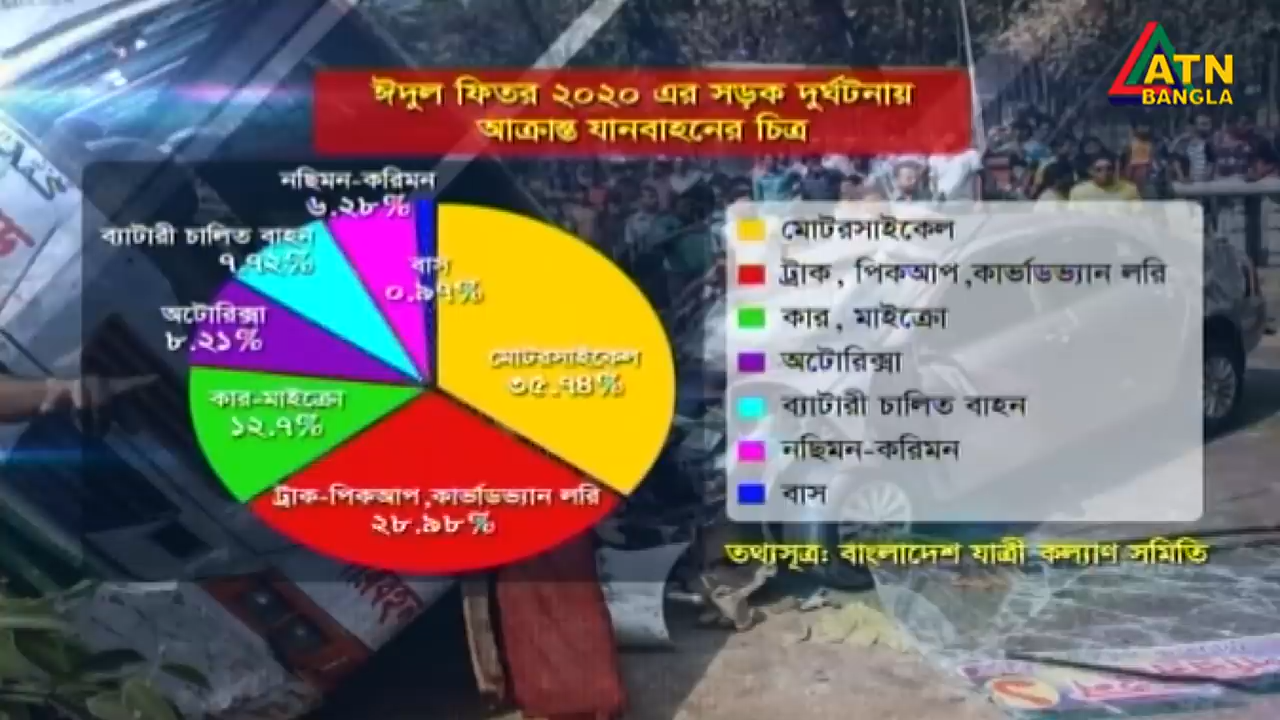 ATN
BANGLA
ঈদুল ফিতর ২০২০ এর সড়ক দুর্ঘটনায়
আক্রান্ত যানবাহনের চিত্র
নছিমন-করিমন
৬.২৮%
ব্যাটারী চালিত বাহন
৭.৭২%
বাস
০.৯৭%
অটোরিক্সা
৮.২১%
মোটরসাইকেল
৩৫.৭৪%
কার-মাইক্রো
১২.৭%
ট্রাক-পিকআপ,কার্ভাডভ্যান লরি
২৮.৯৮%
মোটরসাইকেল
ট্রাক, পিকআপ,কার্ভাডভ্যান লরি
কার, মাইক্রো
অটোরিক্সা
ব্যাটারী চালিত বাহন
নছিমন-করিমন
বাস
তথ্যসূত্র: বাংলাদেশ যাত্রী কল্যাণ সমিতি